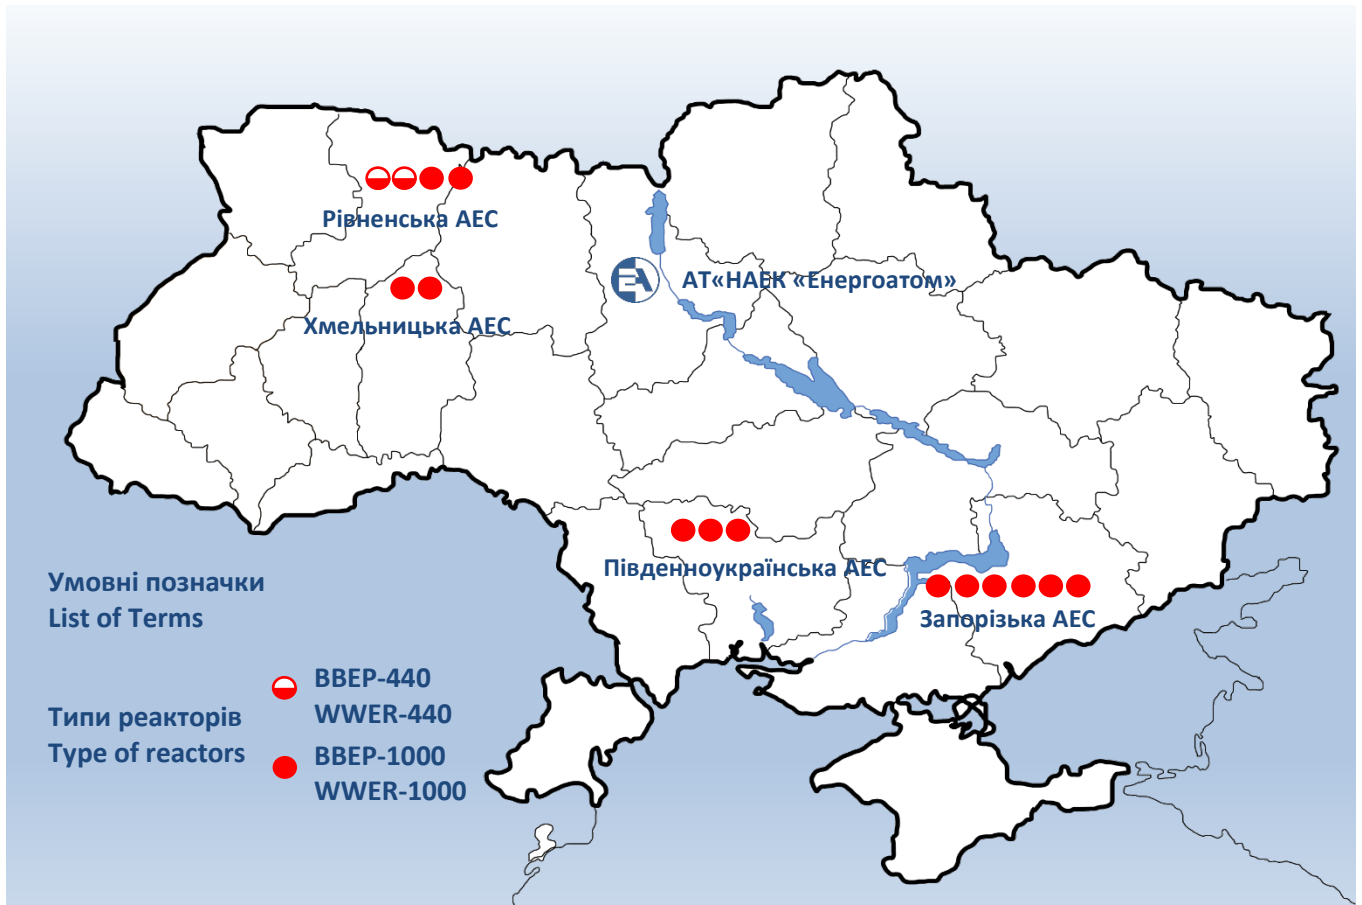 Рівненська АЕС
Хмельницька АЕС
ЕА
АТ«НАЕК «Енергоатом»
Південноукраїнська АЕС
Запорізька АЕС
Умовні позначки
List of Terms
Типи реакторів
Type of reactors
ВВЕР-440
WWER-440
ВВЕР-1000
WWER-1000